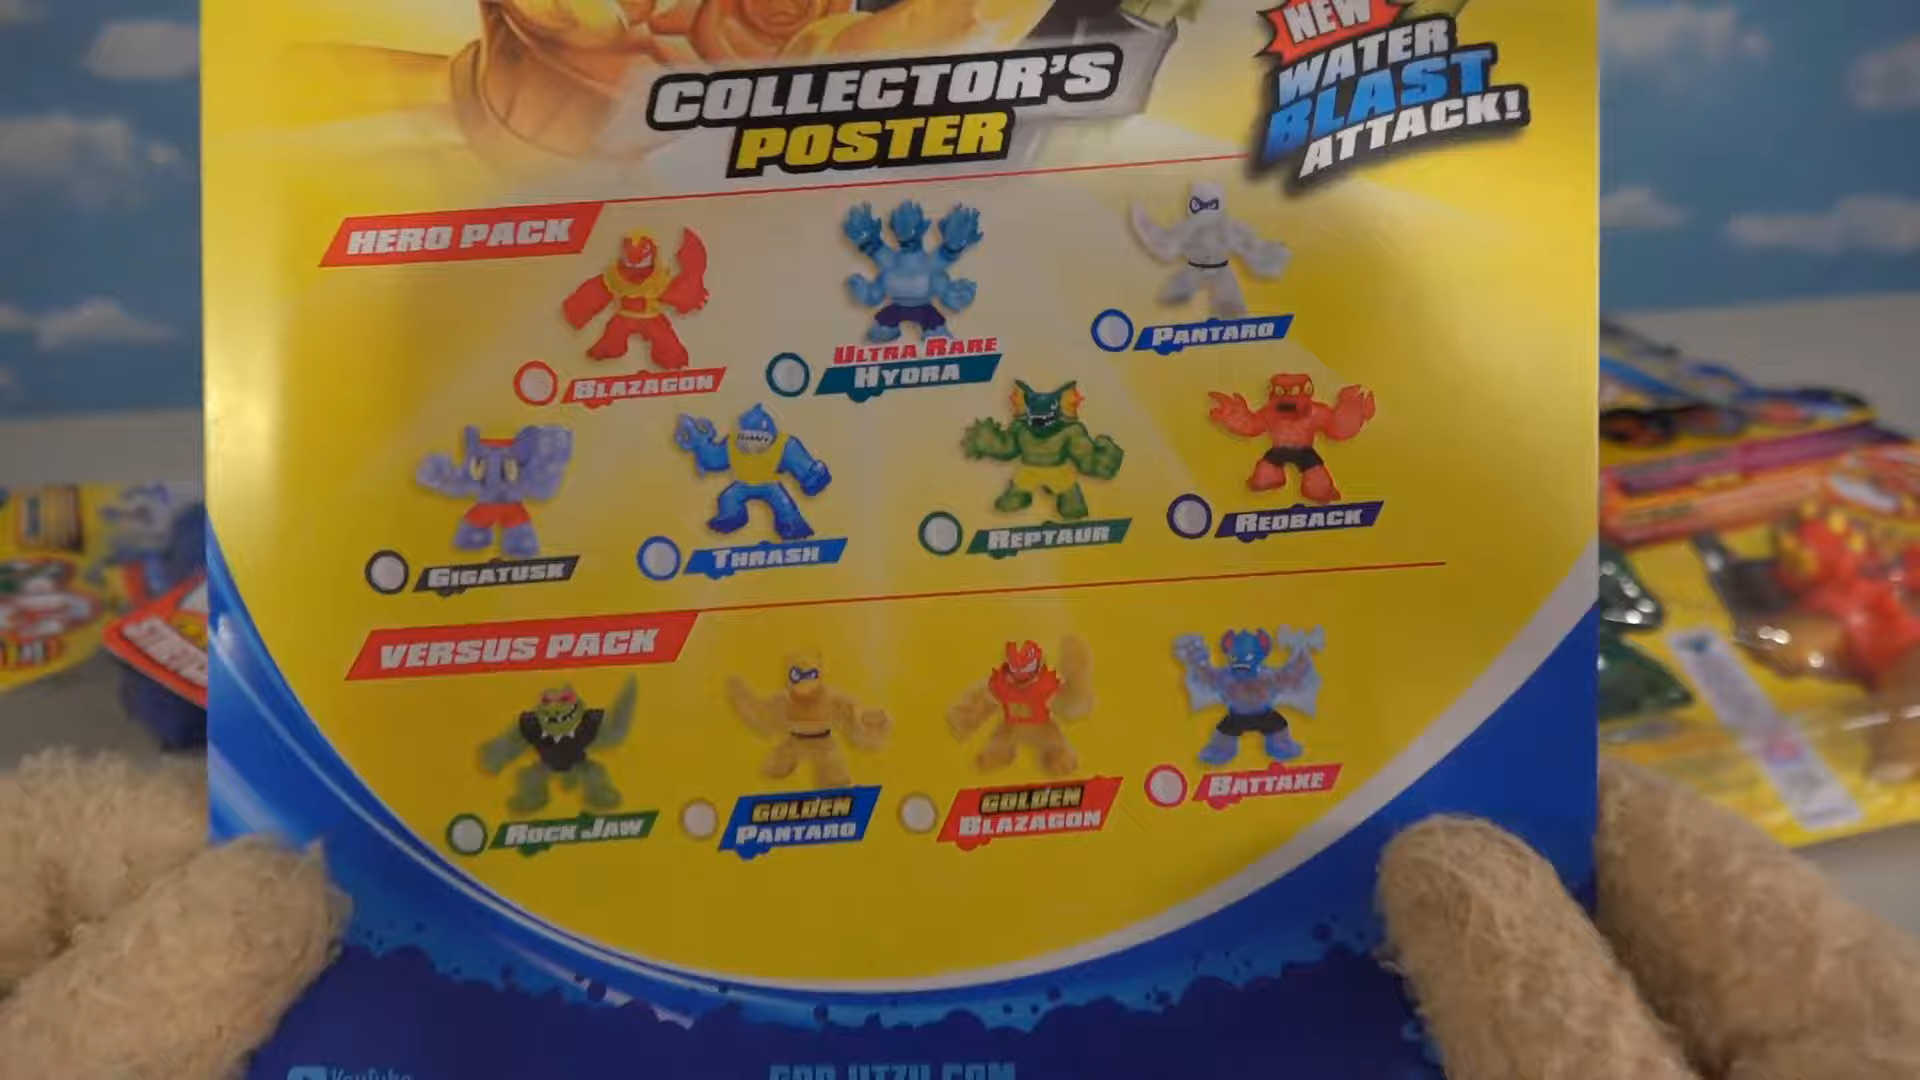 NEW
WATER
BLAST
ATTACK!
COLLECTOR'S
POSTER
HERO PACK
BLAZAGON
ULTRA RARE
HYDRA
PANTARO
GIGATUSK
THRASH
REPTAUR
REDBACK
VERSUS PACK
ROCK JAW
GOLDEN
PANTARO
GOLDEN
BLAZAGON
BATTAXE
YouTube